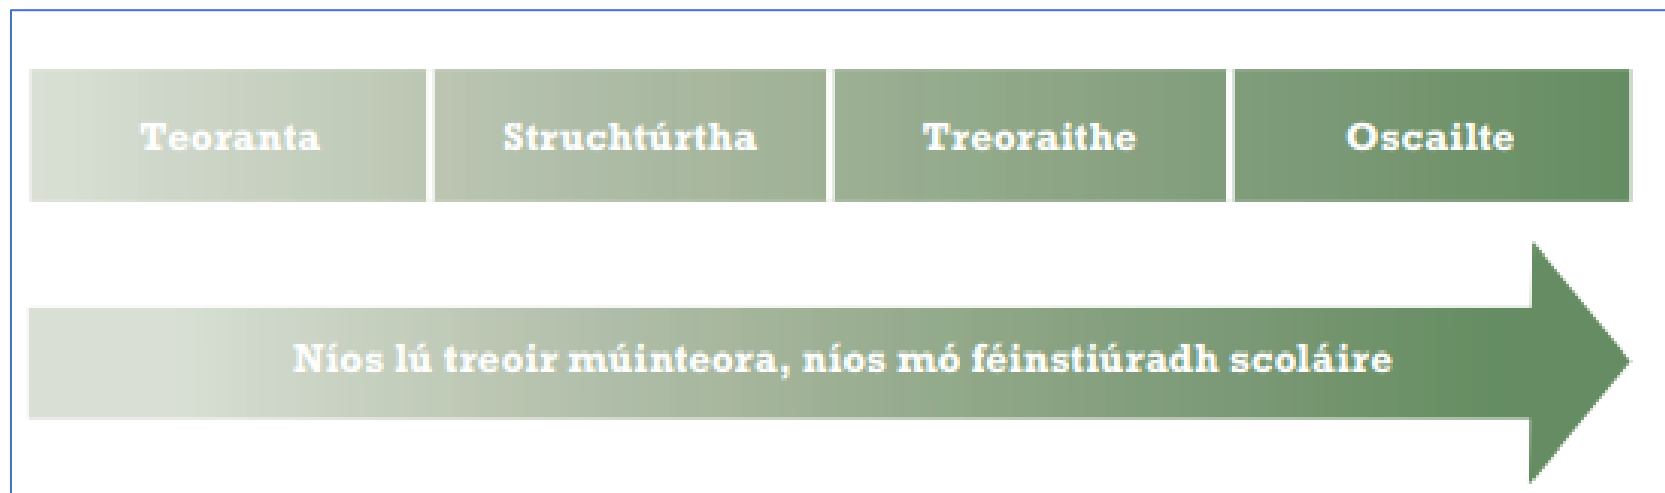 Teoranta Struchtúrtha Treoraithe Oscailte
Níos lú treoir múinteora, níos mó féinstiúradh scoláire